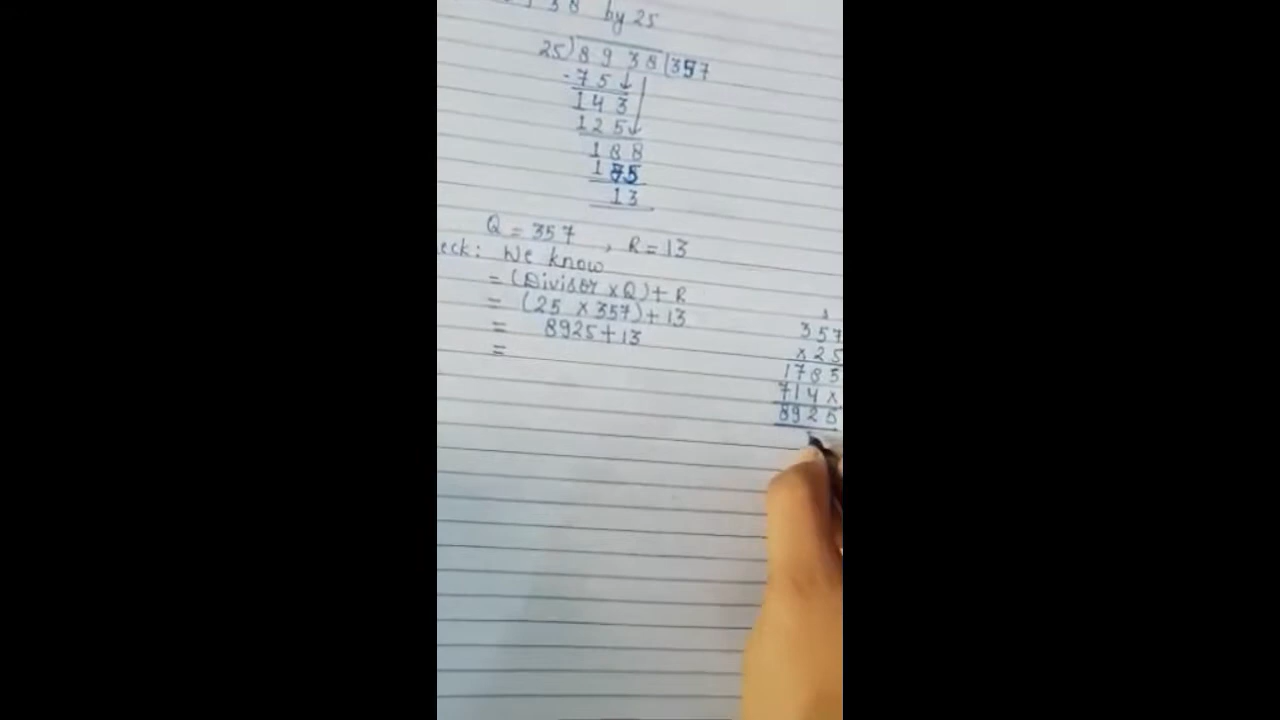 38 by 25
25)8938(357
-75
143
125
188
175
13
Q = 357 , R = 13
eck: We know
= (Divisor ×Q)+ R
= (25 ×357)+13
= 8925+13
=
357
×25
1785
714×
8925